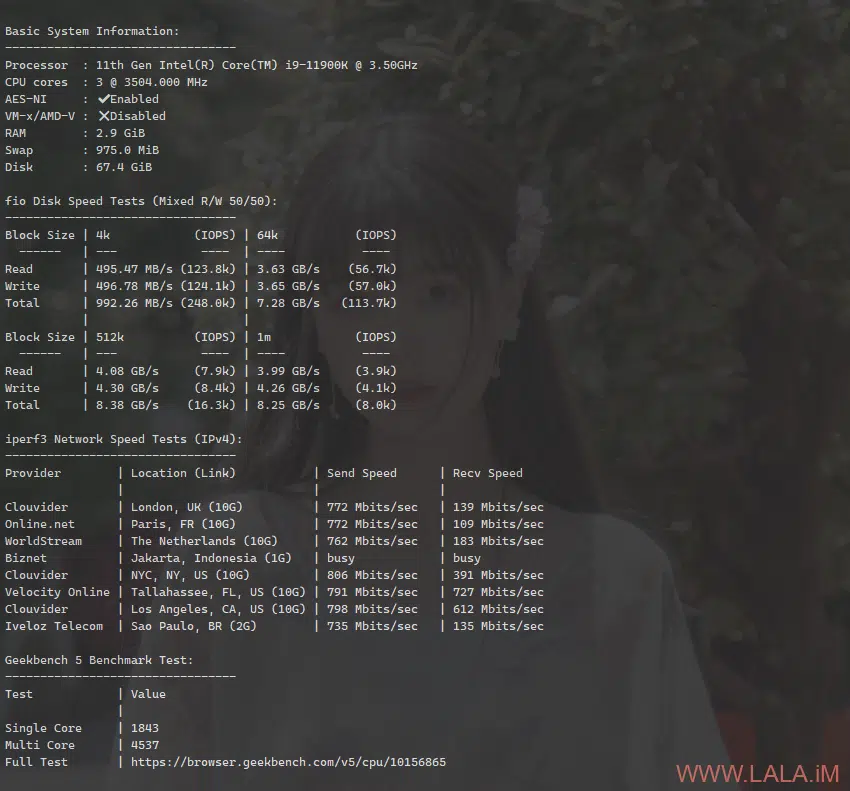 Basic System Information:
---------------------------------
Processor  : 11th Gen Intel(R) Core(TM) i9-11900K @ 3.50GHz
CPU cores  : 3 @ 3504.000 MHz
AES-NI     : ✔Enabled
VM-x/AMD-V : ❌Disabled
RAM        : 2.9 GiB
Swap       : 975.0 MiB
Disk       : 67.4 GiB
fio Disk Speed Tests (Mixed R/W 50/50):
---------------------------------
Block Size | 4k            (IOPS) | 64k           (IOPS)
  ------   | ---            ----  | ----           ----
Read       | 495.47 MB/s (123.8k) | 3.63 GB/s    (56.7k)
Write      | 496.78 MB/s (124.1k) | 3.65 GB/s    (57.0k)
Total      | 992.26 MB/s (248.0k) | 7.28 GB/s   (113.7k)
           |                      |
Block Size | 512k          (IOPS) | 1m            (IOPS)
  ------   | ---            ----  | ----           ----
Read       | 4.08 GB/s     (7.9k) | 3.99 GB/s     (3.9k)
Write      | 4.30 GB/s     (8.4k) | 4.26 GB/s     (4.1k)
Total      | 8.38 GB/s    (16.3k) | 8.25 GB/s     (8.0k)
iperf3 Network Speed Tests (IPv4):
---------------------------------
Provider        | Location (Link)           | Send Speed      | Recv Speed
                |                           |                 |
Clouvider       | London, UK (10G)          | 772 Mbits/sec   | 139 Mbits/sec
Online.net      | Paris, FR (10G)           | 772 Mbits/sec   | 109 Mbits/sec
WorldStream     | The Netherlands (10G)     | 762 Mbits/sec   | 183 Mbits/sec
Biznet          | Jakarta, Indonesia (1G)   | busy            | busy
Clouvider       | NYC, NY, US (10G)         | 806 Mbits/sec   | 391 Mbits/sec
Velocity Online | Tallahassee, FL, US (10G) | 791 Mbits/sec   | 727 Mbits/sec
Clouvider       | Los Angeles, CA, US (10G) | 798 Mbits/sec   | 612 Mbits/sec
Iveloz Telecom  | Sao Paulo, BR (2G)        | 735 Mbits/sec   | 135 Mbits/sec
Geekbench 5 Benchmark Test:
---------------------------------
Test            | Value
                |
Single Core     | 1843
Multi Core      | 4537
Full Test       | https://browser.geekbench.com/v5/cpu/10156865
WWW.LALA.iM